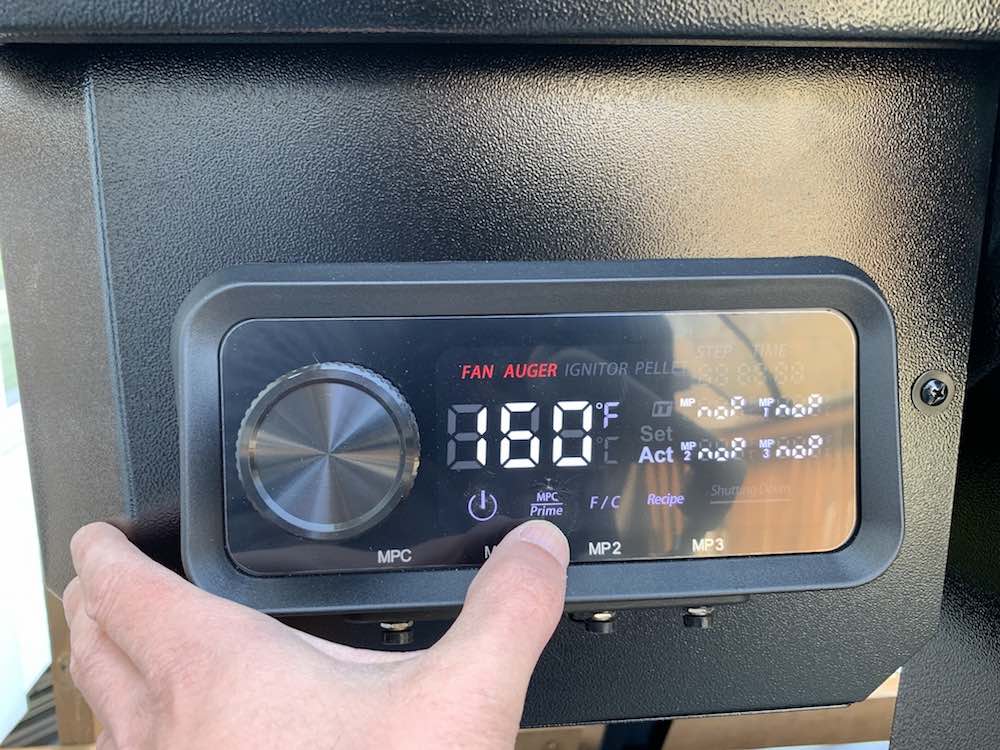 STEP TIME
FAN AUGER IGNITOR PELLET
160 °F
°C
MP noP MP 1 noP
Set
Act MP 2 noP MP 3 noP
MPC
Prime
F/C
Recipe
Shutting Down
MPC MP2 MP3